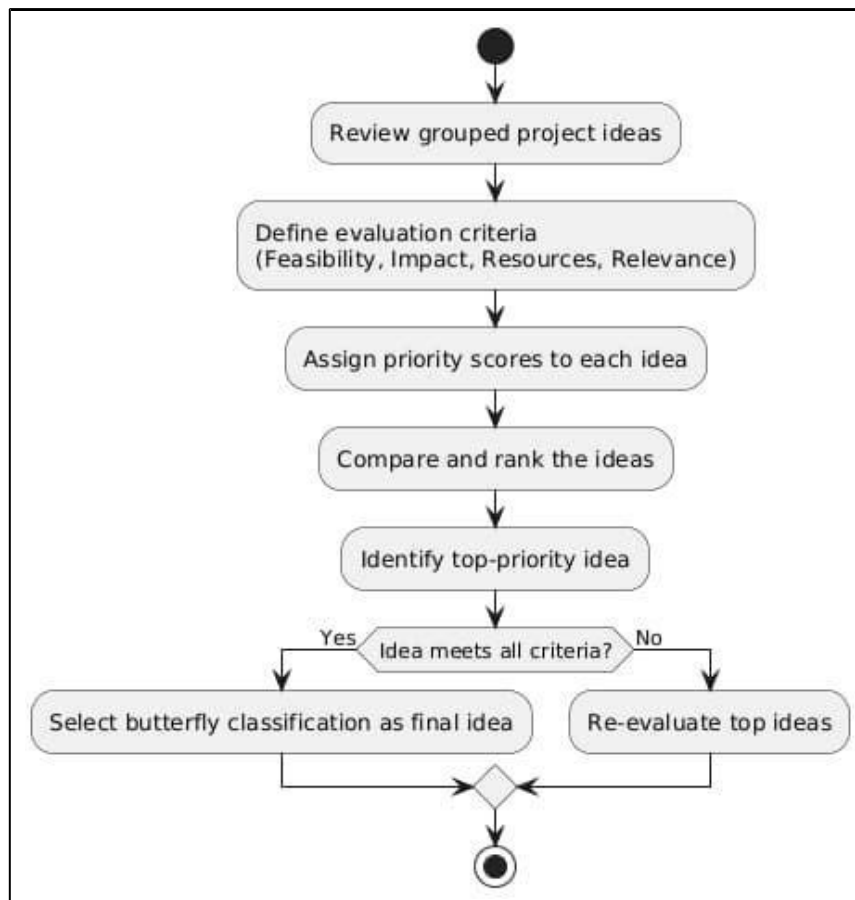 Review grouped project ideas
Define evaluation criteria
(Feasibility, Impact, Resources, Relevance)
Assign priority scores to each idea
Compare and rank the ideas
Identify top-priority idea
Yes
Idea meets all criteria?
No
Select butterfly classification as final idea
Re-evaluate top ideas